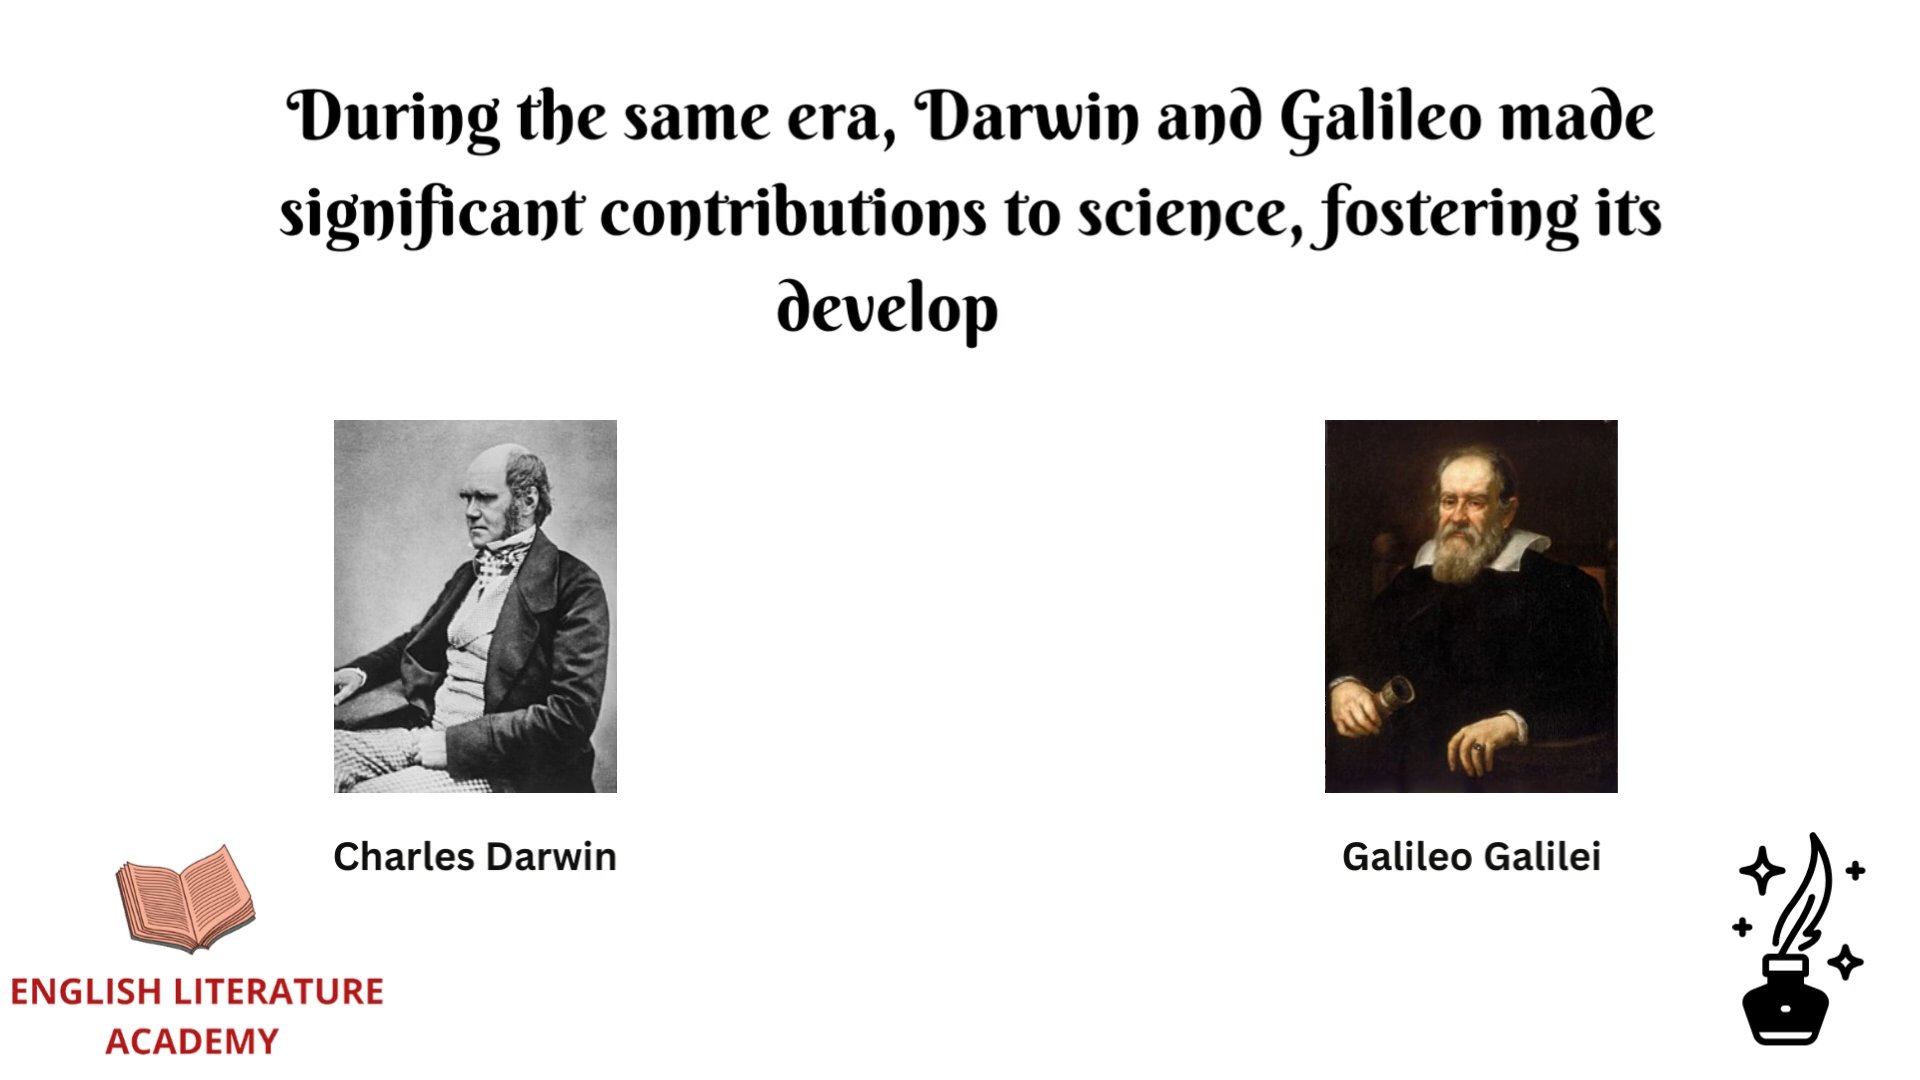 During the same era, Darwin and Galileo made
significant contributions to science, fostering its
develop
Charles Darwin
Galileo Galilei
ENGLISH LITERATURE
ACADEMY